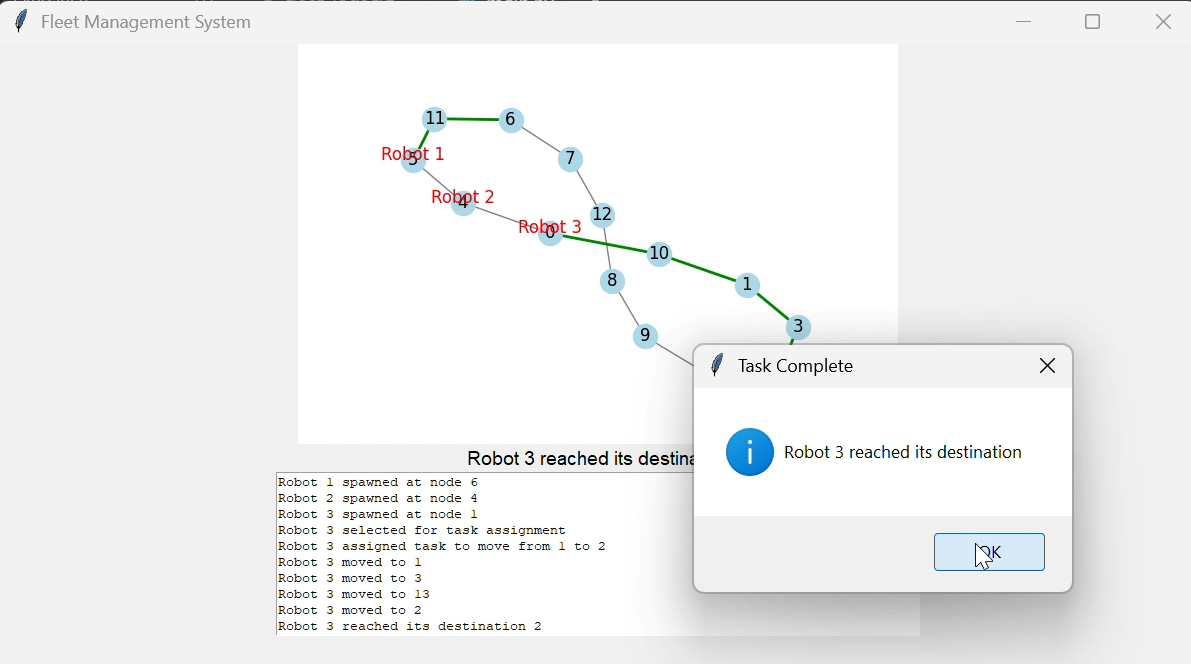 Fleet Management System
11
6
Robot 1
5
7
Robot 2
4
12
Robot 3
0
10
8
1
3
9
Task Complete
Robot 3 reached its destination
OK
Robot 3 reached its destina
Robot 1 spawned at node 6
Robot 2 spawned at node 4
Robot 3 spawned at node 1
Robot 3 selected for task assignment
Robot 3 assigned task to move from 1 to 2
Robot 3 moved to 1
Robot 3 moved to 3
Robot 3 moved to 13
Robot 3 moved to 2
Robot 3 reached its destination 2